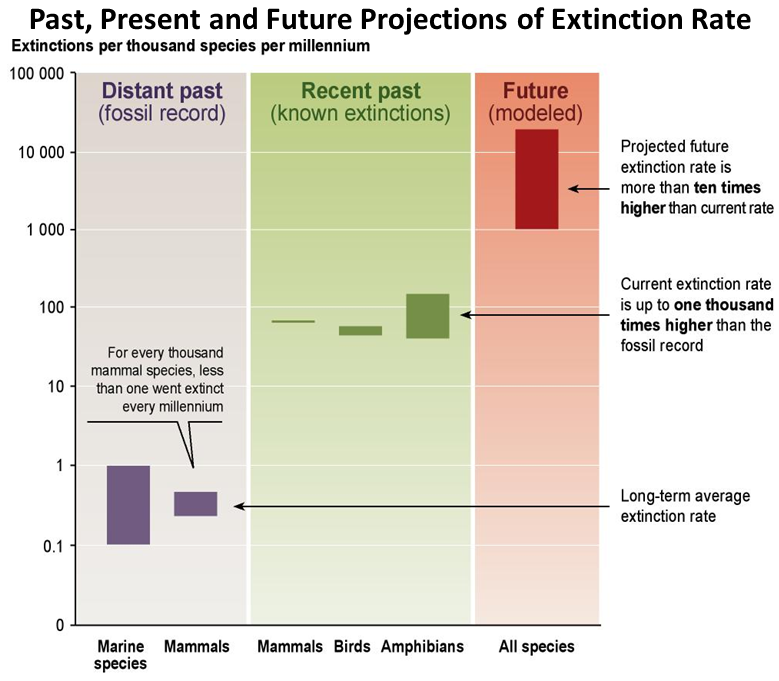 Past, Present and Future Projections of Extinction Rate
Extinctions per thousand species per millennium
100 000
10 000
1 000
100
10
1
0.1
0
Distant past
(fossil record)
Recent past
(known extinctions)
Future
(modeled)
For every thousand
mammal species, less
than one went extinct
every millennium
Projected future
extinction rate is
more than ten times
higher than current rate
Current extinction rate
is up to one thousand
times higher than the
fossil record
Long-term average
extinction rate
Marine
species
Mammals
Mammals
Birds
Amphibians
All species